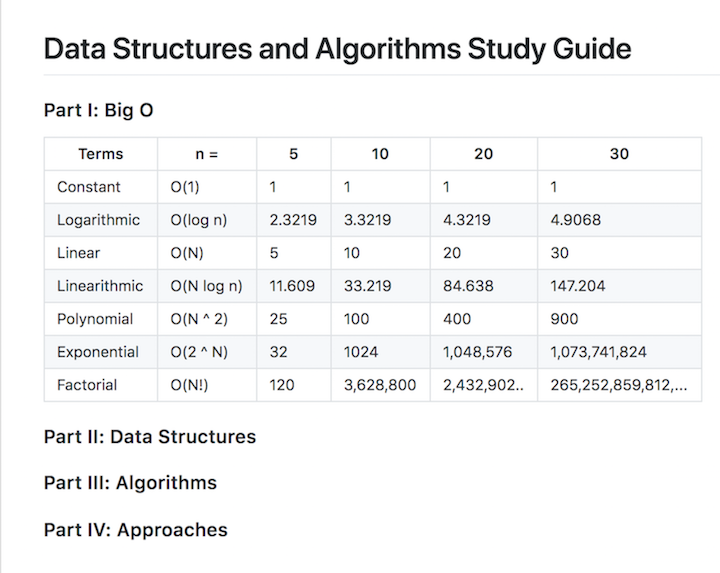 Data Structures and Algorithms Study Guide
Part I: Big O
Terms n = 5 10 20 30
Constant O(1) 1 1 1 1
Logarithmic O(log n) 2.3219 3.3219 4.3219 4.9068
Linear O(N) 5 10 20 30
Linearithmic O(N log n) 11.609 33.219 84.638 147.204
Polynomial O(N ^ 2) 25 100 400 900
Exponential O(2 ^ N) 32 1024 1,048,576 1,073,741,824
Factorial O(N!) 120 3,628,800 2,432,902.. 265,252,859,812,...
Part II: Data Structures
Part III: Algorithms
Part IV: Approaches